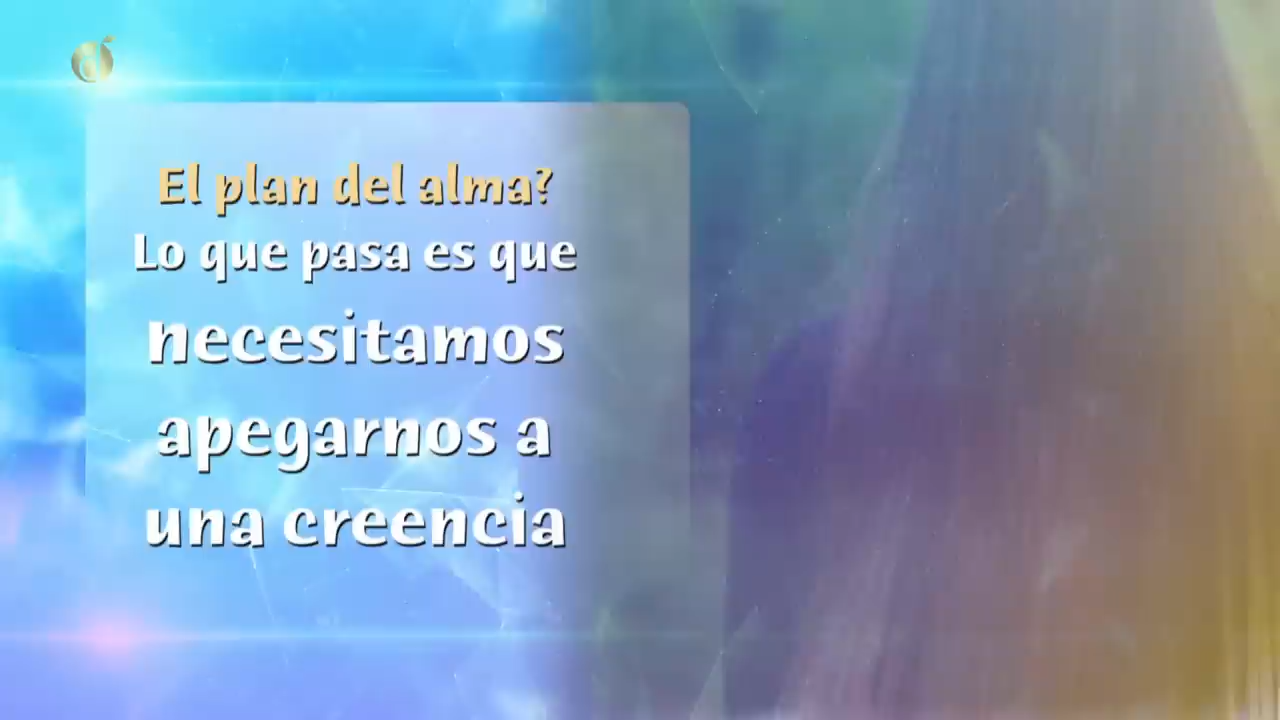 El plan del alma?
Lo que pasa es que
necesitamos
apegarnos a
una creencia